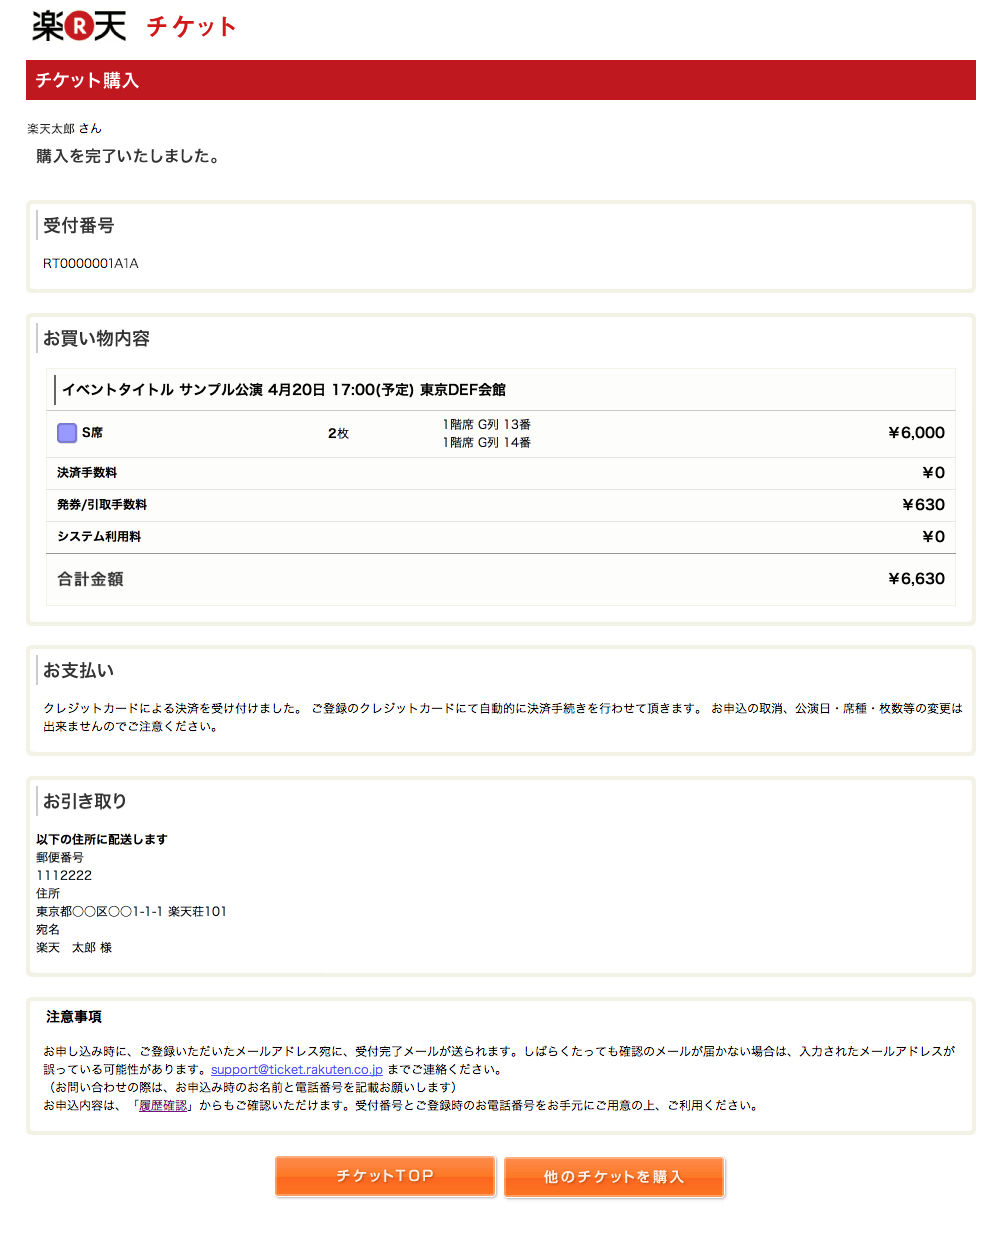 楽R天 チケット
チケット購入
楽天太郎 さん
購入を完了いたしました。
受付番号
RT0000001A1A
お買い物内容
イベントタイトル サンプル公演 4月20日 17:00(予定) 東京DEF会館
S席 2枚 1階席 G列 13番 ¥6,000
1階席 G列 14番
決済手数料 ¥0
発券/引取手数料 ¥630
システム利用料 ¥0
合計金額 ¥6,630
お支払い
クレジットカードによる決済を受け付けました。 ご登録のクレジットカードにて自動的に決済手続きを行わせて頂きます。 お申込の取消、公演日・席種・枚数等の変更は
出来ませんのでご注意ください。
お引き取り
以下の住所に配送します
郵便番号
1112222
住所
東京都〇〇区〇〇1-1-1 楽天荘101
宛名
楽天　太郎 様
注意事項
お申し込み時に、ご登録いただいたメールアドレス宛に、受付完了メールが送られます。しばらくたっても確認のメールが届かない場合は、入力されたメールアドレスが
誤っている可能性があります。support@ticket.rakuten.co.jp までご連絡ください。
（お問い合わせの際は、お申込み時のお名前と電話番号を記載お願いします）
お申込内容は、「履歴確認」からもご確認いただけます。受付番号とご登録時のお電話番号をお手元にご用意の上、ご利用ください。
チケットTOP 他のチケットを購入